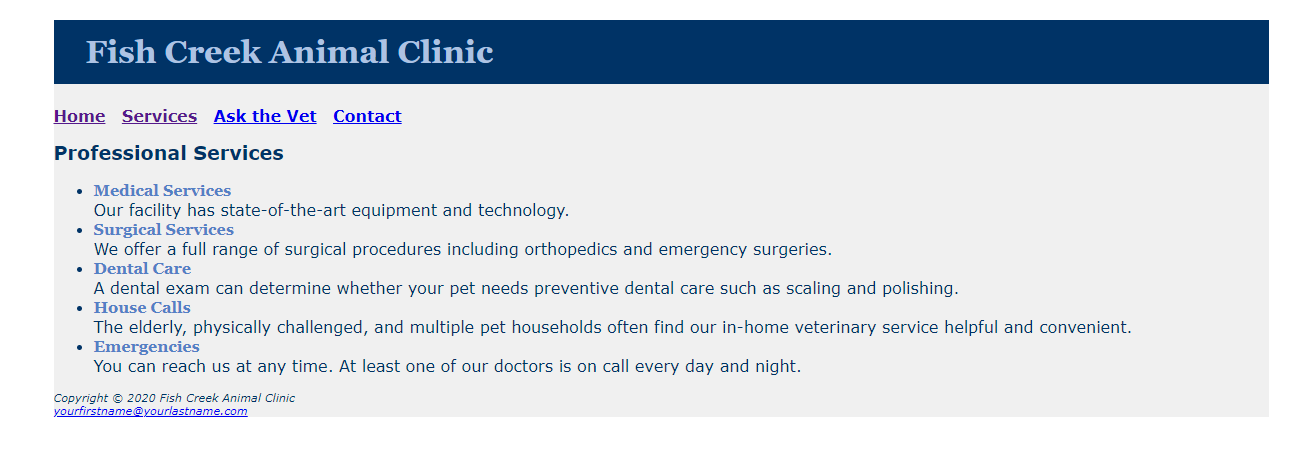 Fish Creek Animal Clinic
Home Services Ask the Vet Contact
Professional Services
• Medical Services
Our facility has state-of-the-art equipment and technology.
• Surgical Services
We offer a full range of surgical procedures including orthopedics and emergency surgeries.
• Dental Care
A dental exam can determine whether your pet needs preventive dental care such as scaling and polishing.
• House Calls
The elderly, physically challenged, and multiple pet households often find our in-home veterinary service helpful and convenient.
• Emergencies
You can reach us at any time. At least one of our doctors is on call every day and night.
Copyright © 2020 Fish Creek Animal Clinic
yourfirstname@yourlastname.com